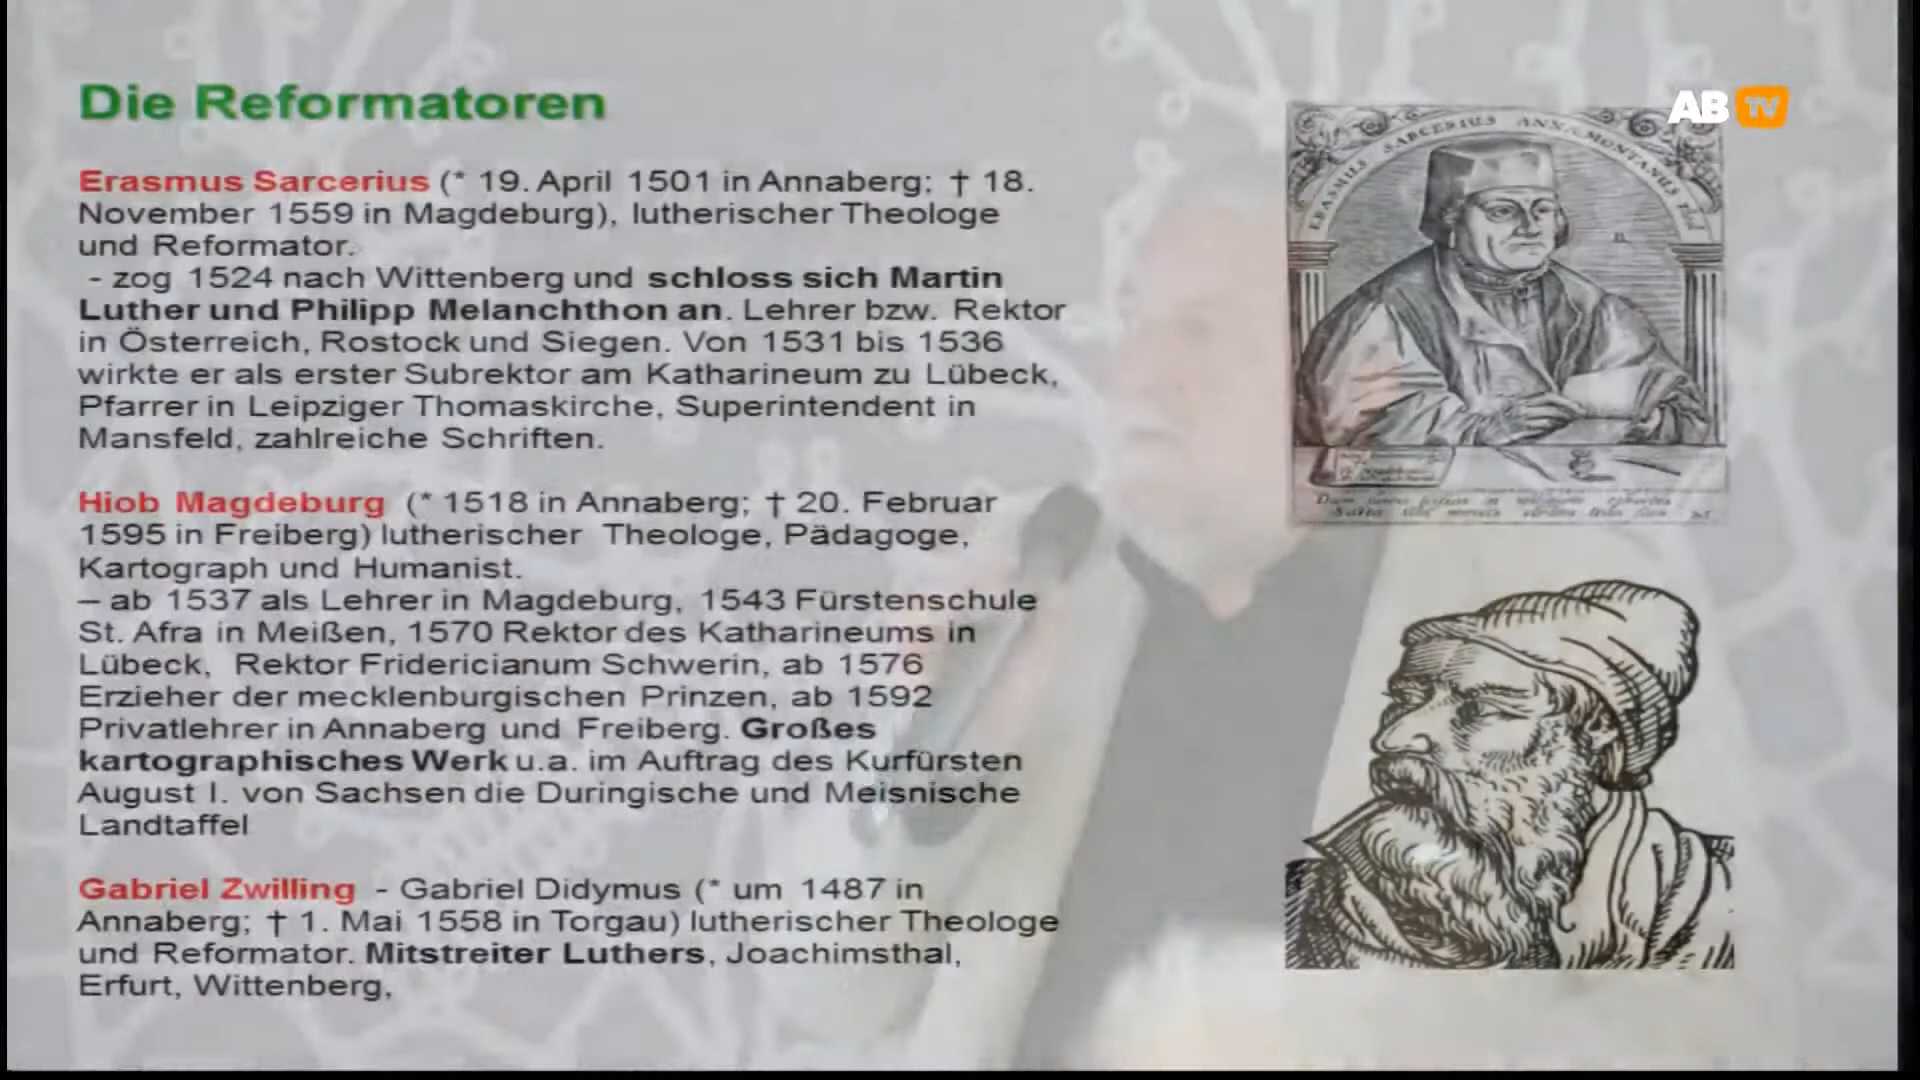 Die Reformatoren
AB TV
ERASMUS SARCERIUS ANNAMONTANUS
Erasmus Sarcerius (* 19. April 1501 in Annaberg; † 18.
November 1559 in Magdeburg), lutherischer Theologe
und Reformator.
- zog 1524 nach Wittenberg und schloss sich Martin
Luther und Philipp Melanchthon an. Lehrer bzw. Rektor
in Österreich, Rostock und Siegen. Von 1531 bis 1536
wirkte er als erster Subrektor am Katharineum zu Lübeck,
Pfarrer in Leipziger Thomaskirche, Superintendent in
Mansfeld, zahlreiche Schriften.
Hiob Magdeburg (* 1518 in Annaberg; † 20. Februar
1595 in Freiberg) lutherischer Theologe, Pädagoge,
Kartograph und Humanist.
– ab 1537 als Lehrer in Magdeburg, 1543 Fürstenschule
St. Afra in Meißen, 1570 Rektor des Katharineums in
Lübeck, Rektor Fridericianum Schwerin, ab 1576
Erzieher der mecklenburgischen Prinzen, ab 1592
Privatlehrer in Annaberg und Freiberg. Großes
kartographisches Werk u.a. im Auftrag des Kurfürsten
August I. von Sachsen die Duringische und Meisnische
Landtaffel
Gabriel Zwilling - Gabriel Didymus (* um 1487 in
Annaberg; † 1. Mai 1558 in Torgau) lutherischer Theologe
und Reformator. Mitstreiter Luthers, Joachimsthal,
Erfurt, Wittenberg,